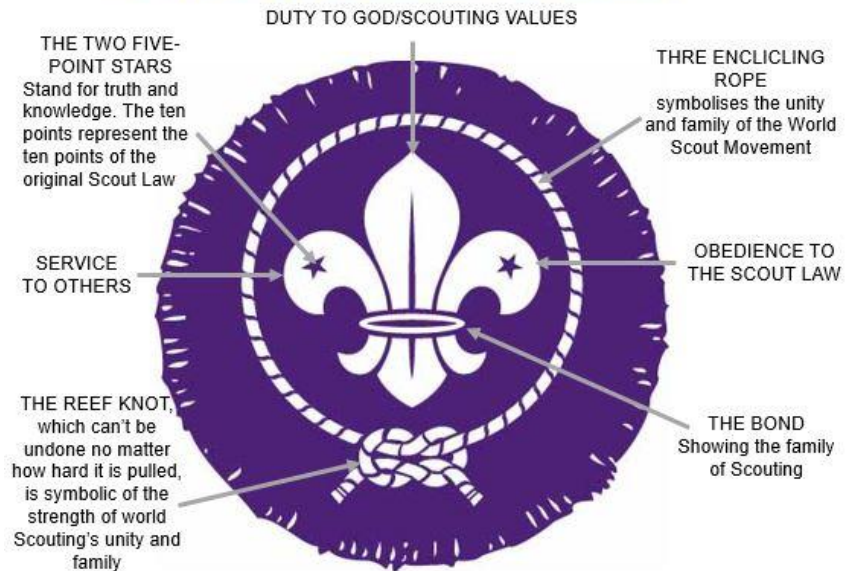 DUTY TO GOD/SCOUTING VALUES
THE TWO FIVE-
POINT STARS
Stand for truth and
knowledge. The ten
points represent the
ten points of the
original Scout Law
THRE ENCLICLING
ROPE
symbolises the unity
and family of the World
Scout Movement
SERVICE
TO OTHERS
OBEDIENCE TO
THE SCOUT LAW
THE REEF KNOT,
which can't be
undone no matter
how hard it is pulled,
is symbolic of the
strength of world
Scouting's unity and
family
THE BOND
Showing the family
of Scouting